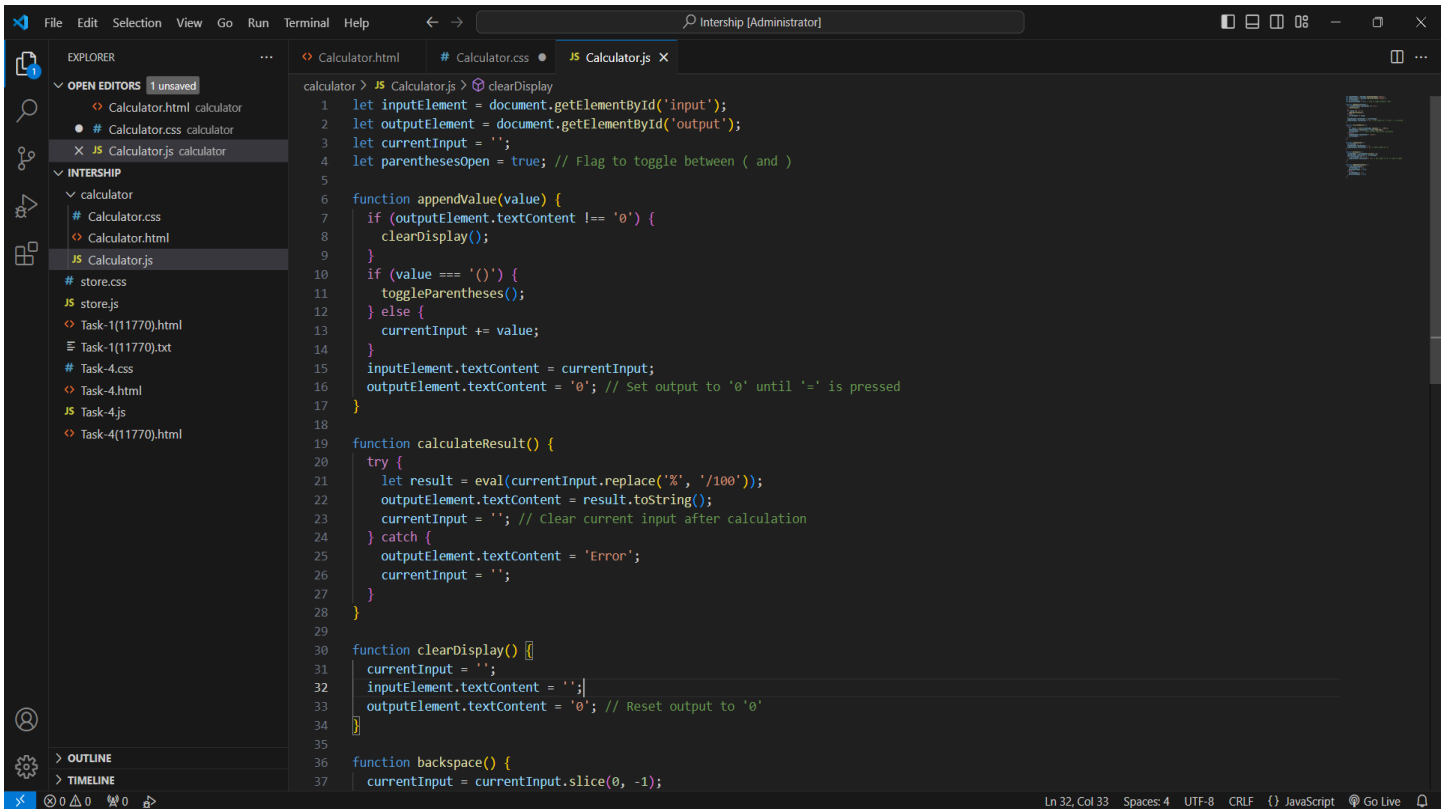 File Edit Selection View Go Run Terminal Help
Intership [Administrator]
EXPLORER
OPEN EDITORS 1 unsaved
Calculator.html calculator
# Calculator.css calculator
JS Calculator.js calculator
INTERSHIP
calculator
# Calculator.css
Calculator.html
JS Calculator.js
# store.css
JS store.js
Task-1(11770).html
Task-1(11770).txt
# Task-4.css
Task-4.html
JS Task-4.js
Task-4(11770).html
OUTLINE
TIMELINE
Calculator.html # Calculator.css JS Calculator.js
calculator > JS Calculator.js > clearDisplay
1 let inputElement = document.getElementById('input');
2 let outputElement = document.getElementById('output');
3 let currentInput = '';
4 let parenthesesOpen = true; // Flag to toggle between ( and )
5
6 function appendValue(value) {
7 if (outputElement.textContent !== '0') {
8 clearDisplay();
9 }
10 if (value === '()') {
11 toggleParentheses();
12 } else {
13 currentInput += value;
14 }
15 inputElement.textContent = currentInput;
16 outputElement.textContent = '0'; // Set output to '0' until '=' is pressed
17 }
18
19 function calculateResult() {
20 try {
21 let result = eval(currentInput.replace('%', '/100'));
22 outputElement.textContent = result.toString();
23 currentInput = ''; // Clear current input after calculation
24 } catch {
25 outputElement.textContent = 'Error';
26 currentInput = '';
27 }
28 }
29
30 function clearDisplay() {
31 currentInput = '';
32 inputElement.textContent = '';
33 outputElement.textContent = '0'; // Reset output to '0'
34 }
35
36 function backspace() {
37 currentInput = currentInput.slice(0, -1);
1
0 0 0
Ln 32, Col 33 Spaces: 4 UTF-8 CRLF {} JavaScript Go Live